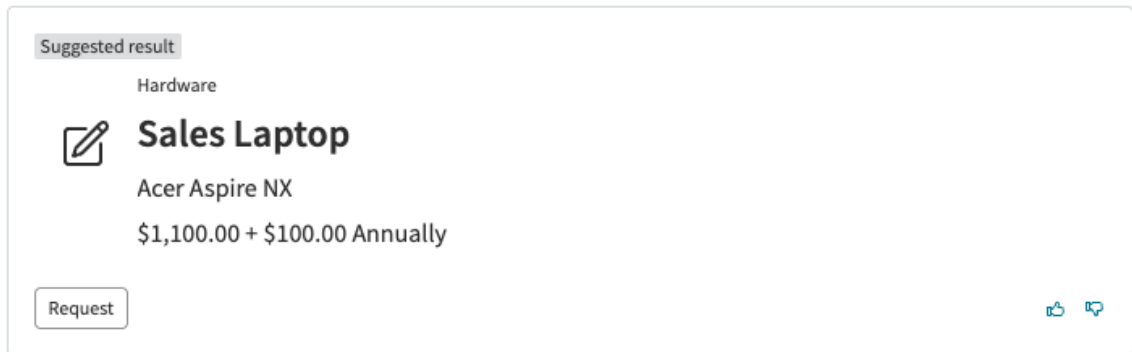 Suggested result
Hardware
Sales Laptop
Acer Aspire NX
$1,100.00 + $100.00 Annually
Request